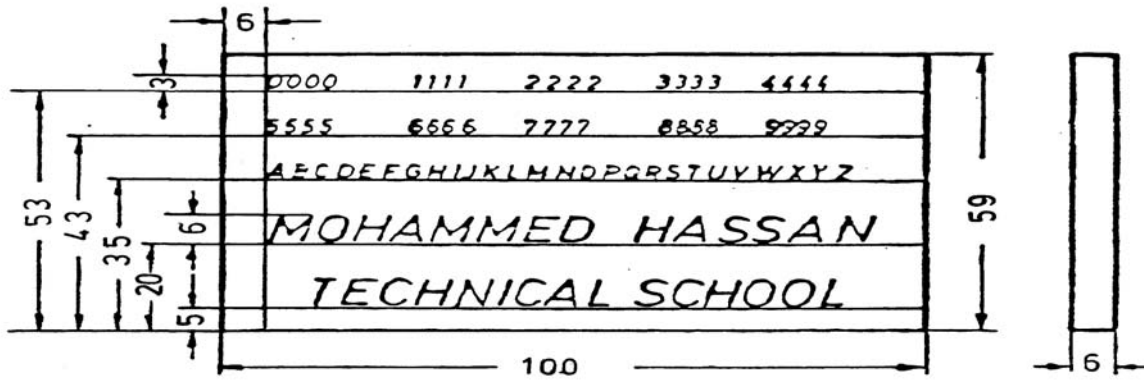 6
3 0000 1111 2222 3333 4444
5555 6666 7777 8858 9999
ABCDEFGHIJKLMNOPQRSTUVWXYZ
53 43 35 6 59
MOHAMMED HASSAN
20
TECHNICAL SCHOOL
5
100 6